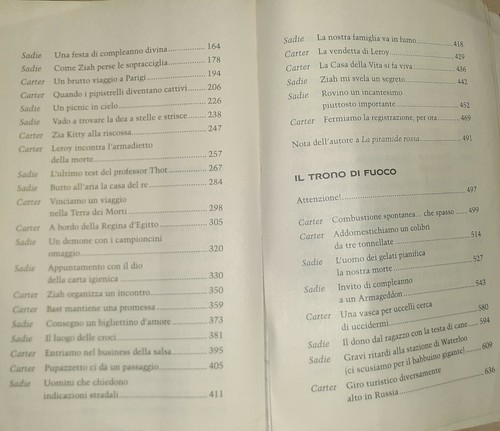 Sadie Una festa di compleanno divina 164
Sadie Come Ziah perse le sopracciglia 178
Carter Un brutto viaggio a Parigi 194
Carter Quando i pipistrelli diventano cattivi 206
Sadie Un picnic in cielo 226
Sadie Vado a trovare la dea a stelle e strisce 238
Carter Zia Kitty alla riscossa 247
Carter Leroy incontra l'armadietto
della morte 257
Sadie L'ultimo test del professor Thot 267
Sadie Butto all'aria la casa del re 284
Carter Vinciamo un viaggio
nella Terra dei Morti 298
Carter A bordo della Regina d'Egitto 305
Sadie Un demone con i campioncini
omaggio 320
Sadie Appuntamento con il dio
della carta igienica 330
Carter Ziah organizza un incontro 350
Carter Bast mantiene una promessa 359
Sadie Consegno un bigliettino d'amore 373
Sadie Il luogo delle croci 381
Carter Entriamo nel business della salsa 395
Carter Pupazzetto ci dà un passaggio 405
Sadie Uomini che chiedono
indicazioni stradali 411
Sadie La nostra famiglia va in fumo 418
Carter La vendetta di Leroy 429
Carter La Casa della Vita si fa viva 436
Sadie Ziah mi svela un segreto 442
Sadie Rovino un incantesimo
piuttosto importante 452
Carter Fermiamo la registrazione, per ora 469
Nota dell'autore a La piramide rossa 491
IL TRONO DI FUOCO
Attenzione! 497
Carter Combustione spontanea... che spasso 499
Carter Addomestichiamo un colibrì
da tre tonnellate 514
Sadie L'uomo dei gelati pianifica
la nostra morte 527
Sadie Invito di compleanno
a un Armageddon 543
Carter Una vasca per uccelli cerca
di uccidermi 580
Sadie Il dono dal ragazzo con la testa di cane 594
Sadie Gravi ritardi alla stazione di Waterloo
(ci scusiamo per il babbuino gigante) 609
Carter Giro turistico diversamente
alto in Russia 636